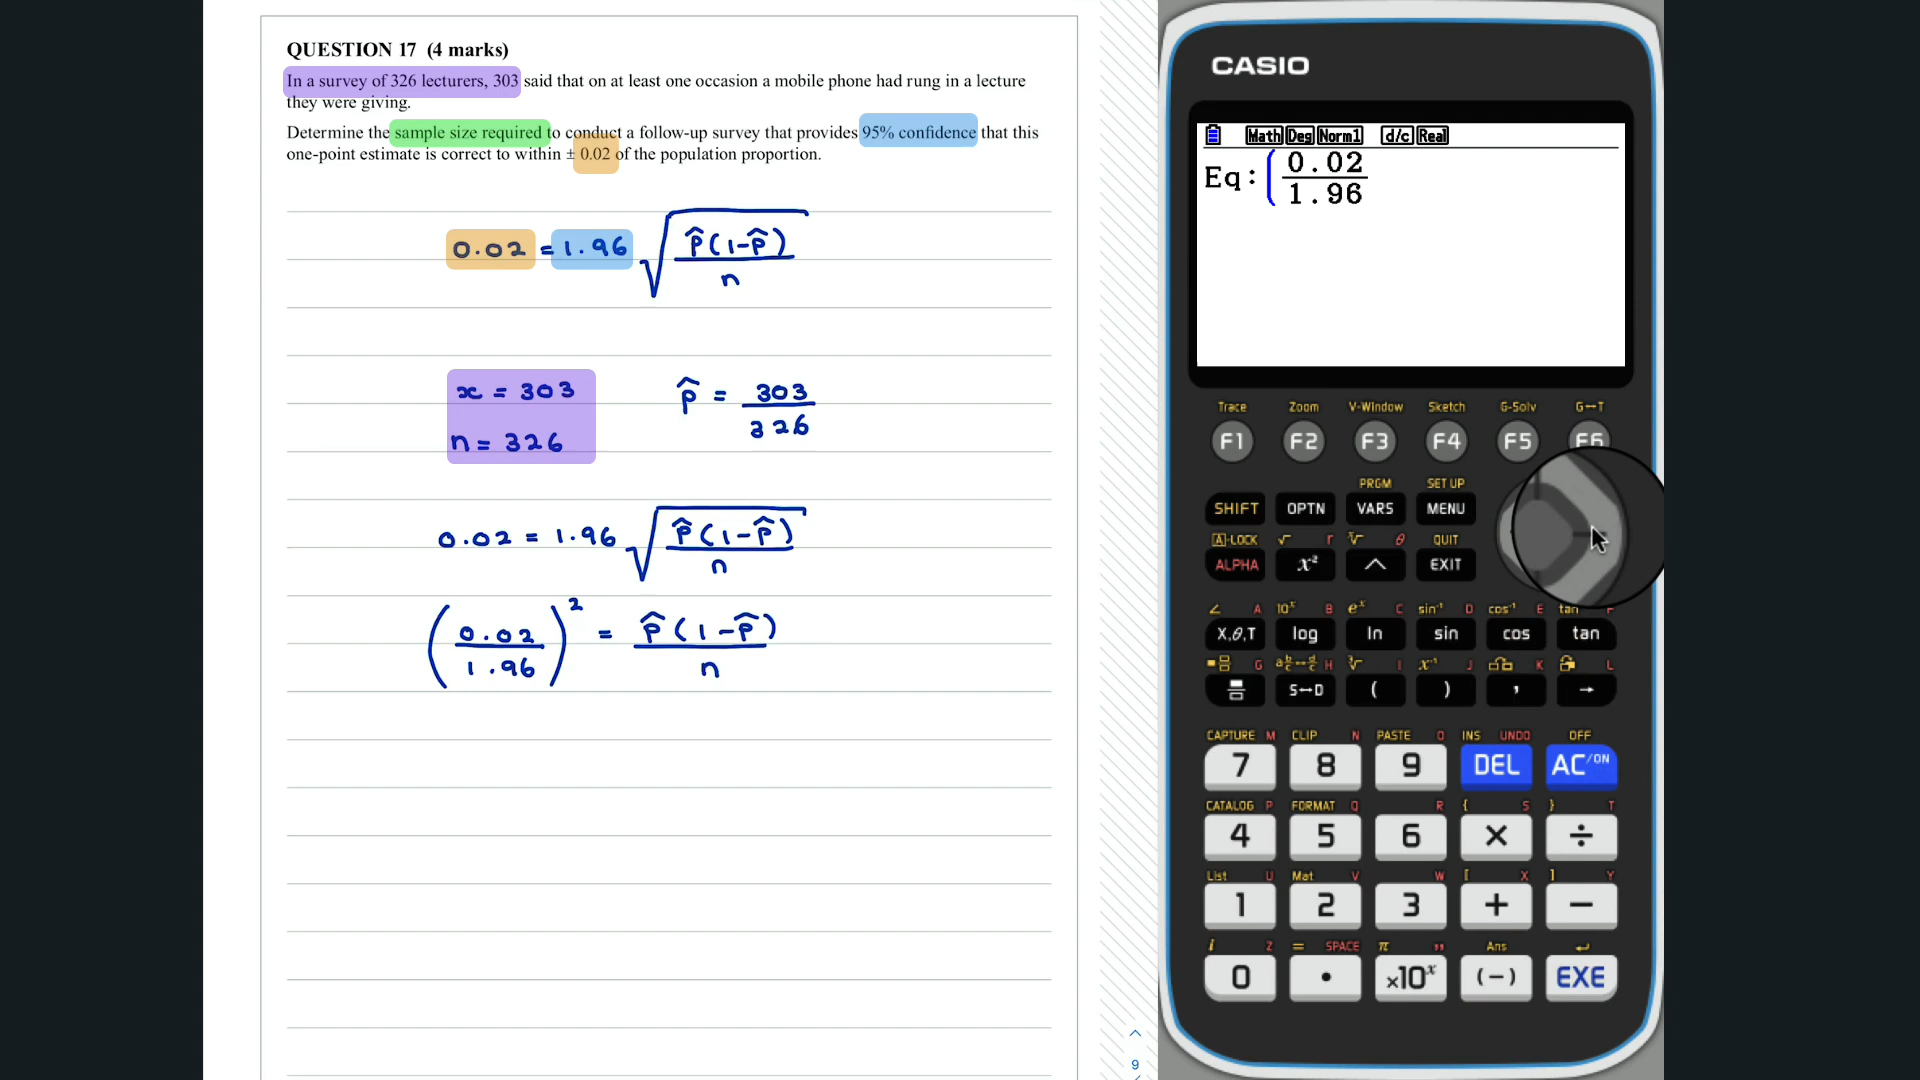 QUESTION 17 (4 marks)
In a survey of 326 lecturers, 303 said that on at least one occasion a mobile phone had rung in a lecture
they were giving.
Determine the sample size required to conduct a follow-up survey that provides 95% confidence that this
one-point estimate is correct to within ± 0.02 of the population proportion.
0.02 = 1.96 √(p̂(1-p̂)/n)
x = 303
n = 326
p̂ = 303/326
0.02 = 1.96 √(p̂(1-p̂)/n)
(0.02/1.96)² = p̂(1-p̂)/n
9
CASIO
Math Deg Norm1 d/c Real
Eq:(0.02/1.96
Trace Zoom V-Window Sketch G-Solv G↔T
F1 F2 F3 F4 F5 F6
PRGM SET UP
SHIFT OPTN VARS MENU
A-LOCK √ r ∛ θ QUIT
ALPHA x² ^ EXIT
∠ A 10ˣ B eˣ C sin⁻¹ D cos⁻¹ E tan F
X,θ,T log ln sin cos tan
G H I x⁻¹ J K L
S↔D ( ) , →
CAPTURE M CLIP N PASTE O INS UNDO OFF
7 8 9 DEL AC/ON
CATALOG P FORMAT Q R { S } T
4 5 6 × ÷
List U Mat V W [ X ] Y
1 2 3 + −
i Z = SPACE π " Ans ↵
0 . ×10ˣ (−) EXE